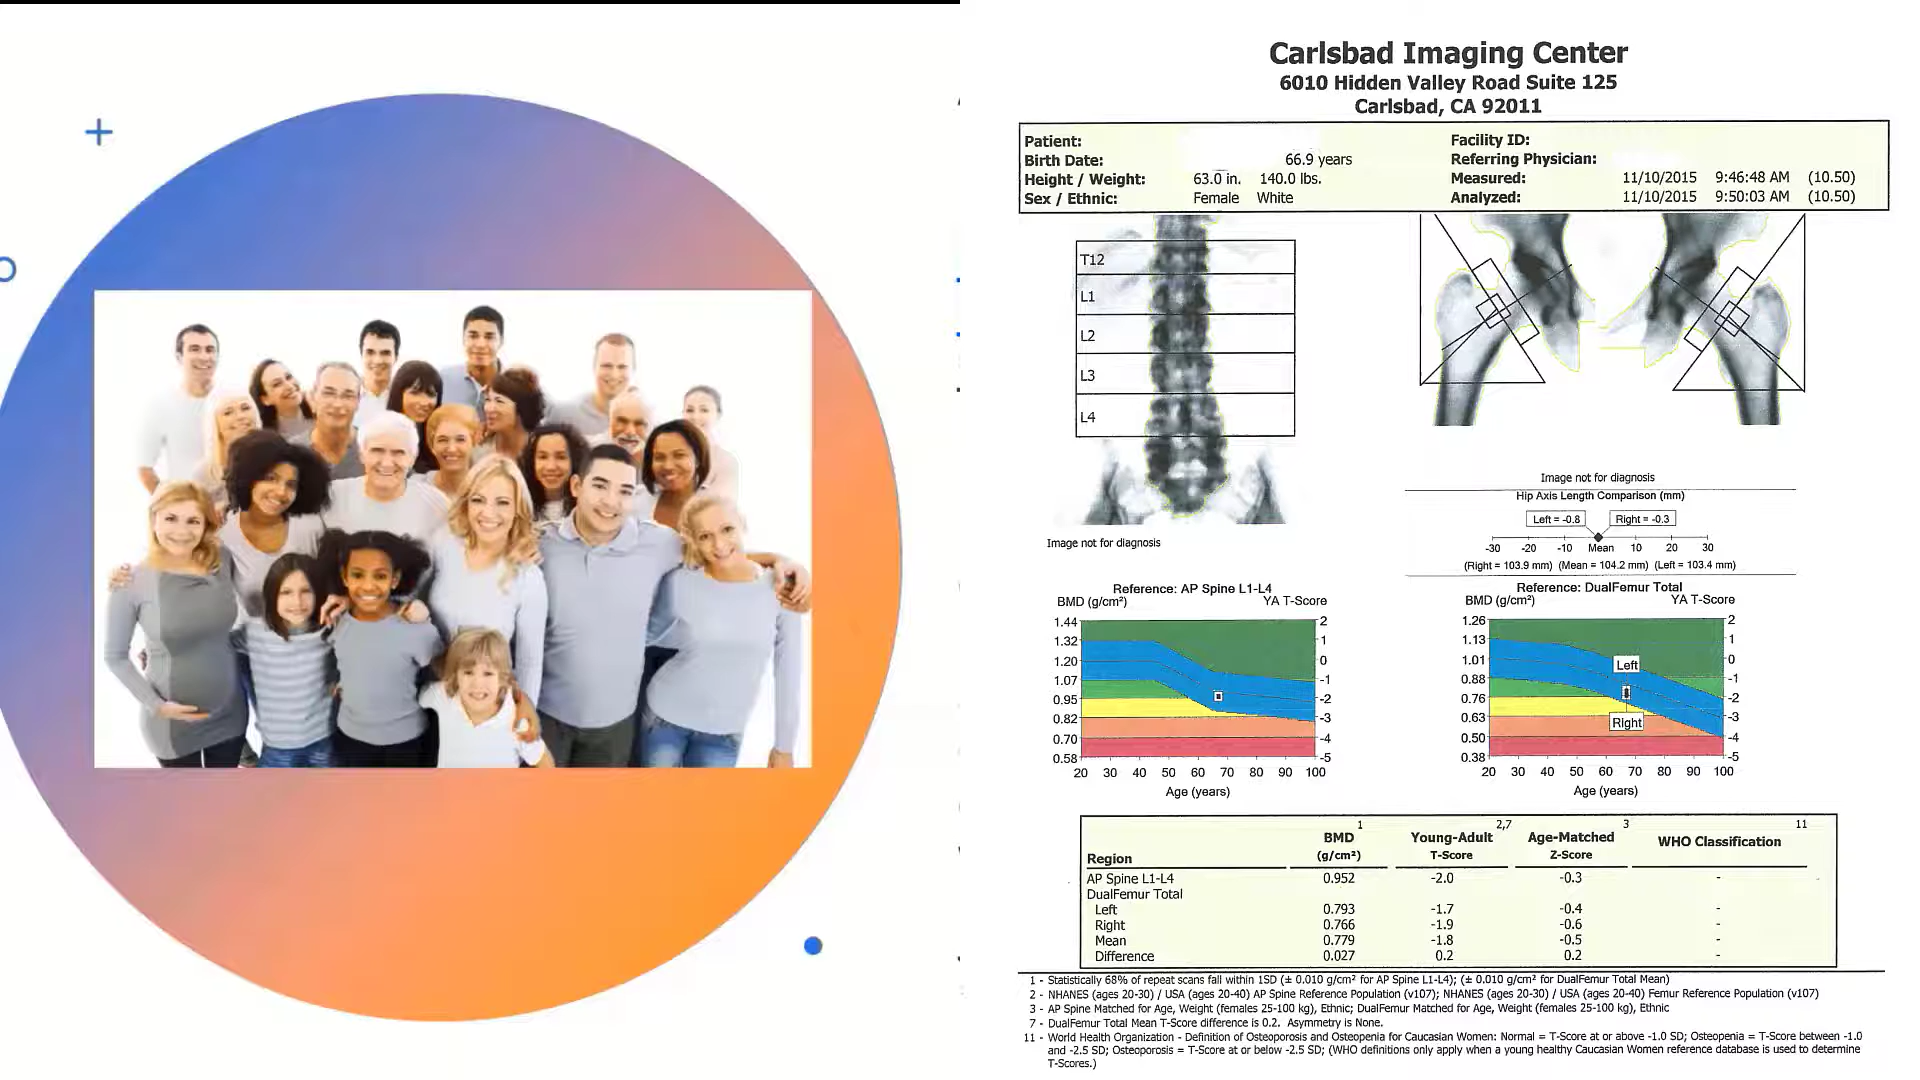 Carlsbad Imaging Center
6010 Hidden Valley Road Suite 125
Carlsbad, CA 92011
Patient:
Birth Date: 66.9 years
Height / Weight: 63.0 in. 140.0 lbs.
Sex / Ethnic: Female White
Facility ID:
Referring Physician:
Measured: 11/10/2015 9:46:48 AM (10.50)
Analyzed: 11/10/2015 9:50:03 AM (10.50)
T12
L1
L2
L3
L4
Image not for diagnosis
Image not for diagnosis
Hip Axis Length Comparison (mm)
Left = -0.8 Right = -0.3
-30 -20 -10 Mean 10 20 30
(Right = 103.9 mm) (Mean = 104.2 mm) (Left = 103.4 mm)
Reference: AP Spine L1-L4
BMD (g/cm²) YA T-Score
1.44 2
1.32 1
1.20 0
1.07 -1
0.95 -2
0.82 -3
0.70 -4
0.58 -5
20 30 40 50 60 70 80 90 100
Age (years)
Reference: DualFemur Total
BMD (g/cm²) YA T-Score
1.26 2
1.13 1
1.01 Left 0
0.88 -1
0.76 -2
0.63 Right -3
0.50 -4
0.38 -5
20 30 40 50 60 70 80 90 100
Age (years)
1 2,7 3 11
BMD Young-Adult Age-Matched WHO Classification
Region (g/cm²) T-Score Z-Score
AP Spine L1-L4 0.952 -2.0 -0.3 -
DualFemur Total
Left 0.793 -1.7 -0.4 -
Right 0.766 -1.9 -0.6 -
Mean 0.779 -1.8 -0.5 -
Difference 0.027 0.2 0.2 -
1 - Statistically 68% of repeat scans fall within 1SD (± 0.010 g/cm² for AP Spine L1-L4); (± 0.010 g/cm² for DualFemur Total Mean)
2 - NHANES (ages 20-30) / USA (ages 20-40) AP Spine Reference Population (v107); NHANES (ages 20-30) / USA (ages 20-40) Femur Reference Population (v107)
3 - AP Spine Matched for Age, Weight (females 25-100 kg), Ethnic; DualFemur Matched for Age, Weight (females 25-100 kg), Ethnic
7 - DualFemur Total Mean T-Score difference is 0.2. Asymmetry is None.
11 - World Health Organization - Definition of Osteoporosis and Osteopenia for Caucasian Women: Normal = T-Score at or above -1.0 SD; Osteopenia = T-Score between -1.0
and -2.5 SD; Osteoporosis = T-Score at or below -2.5 SD; (WHO definitions only apply when a young healthy Caucasian Women reference database is used to determine
T-Scores.)